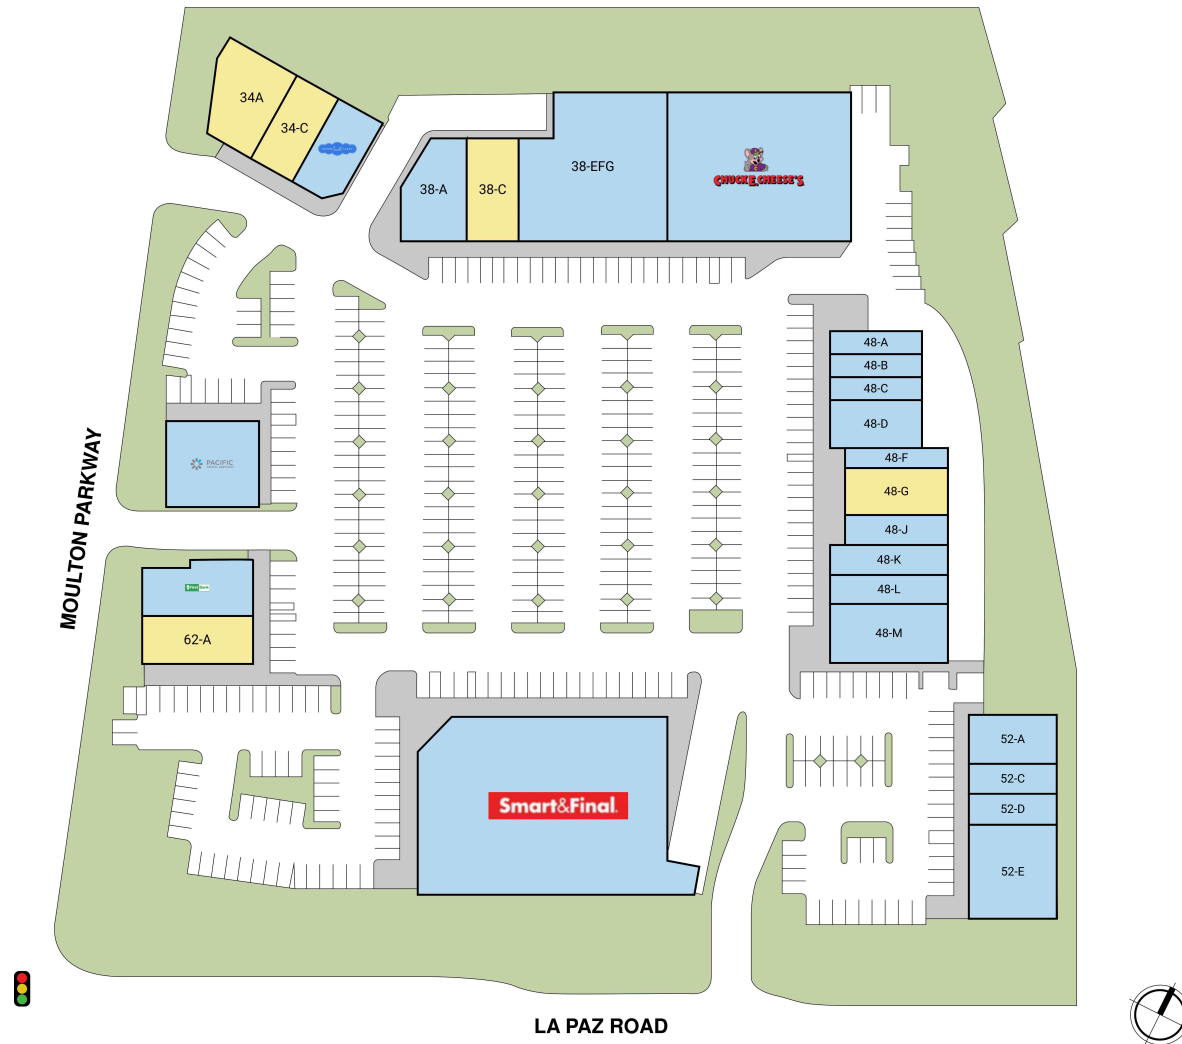 34A
34-C
38-A
38-C
38-EFG
CHUCK E. CHEESE'S
48-A
48-B
48-C
48-D
48-F
48-G
48-J
48-K
48-L
48-M
PACIFIC
MOULTON PARKWAY
62-A
Smart&Final.
52-A
52-C
52-D
52-E
LA PAZ ROAD